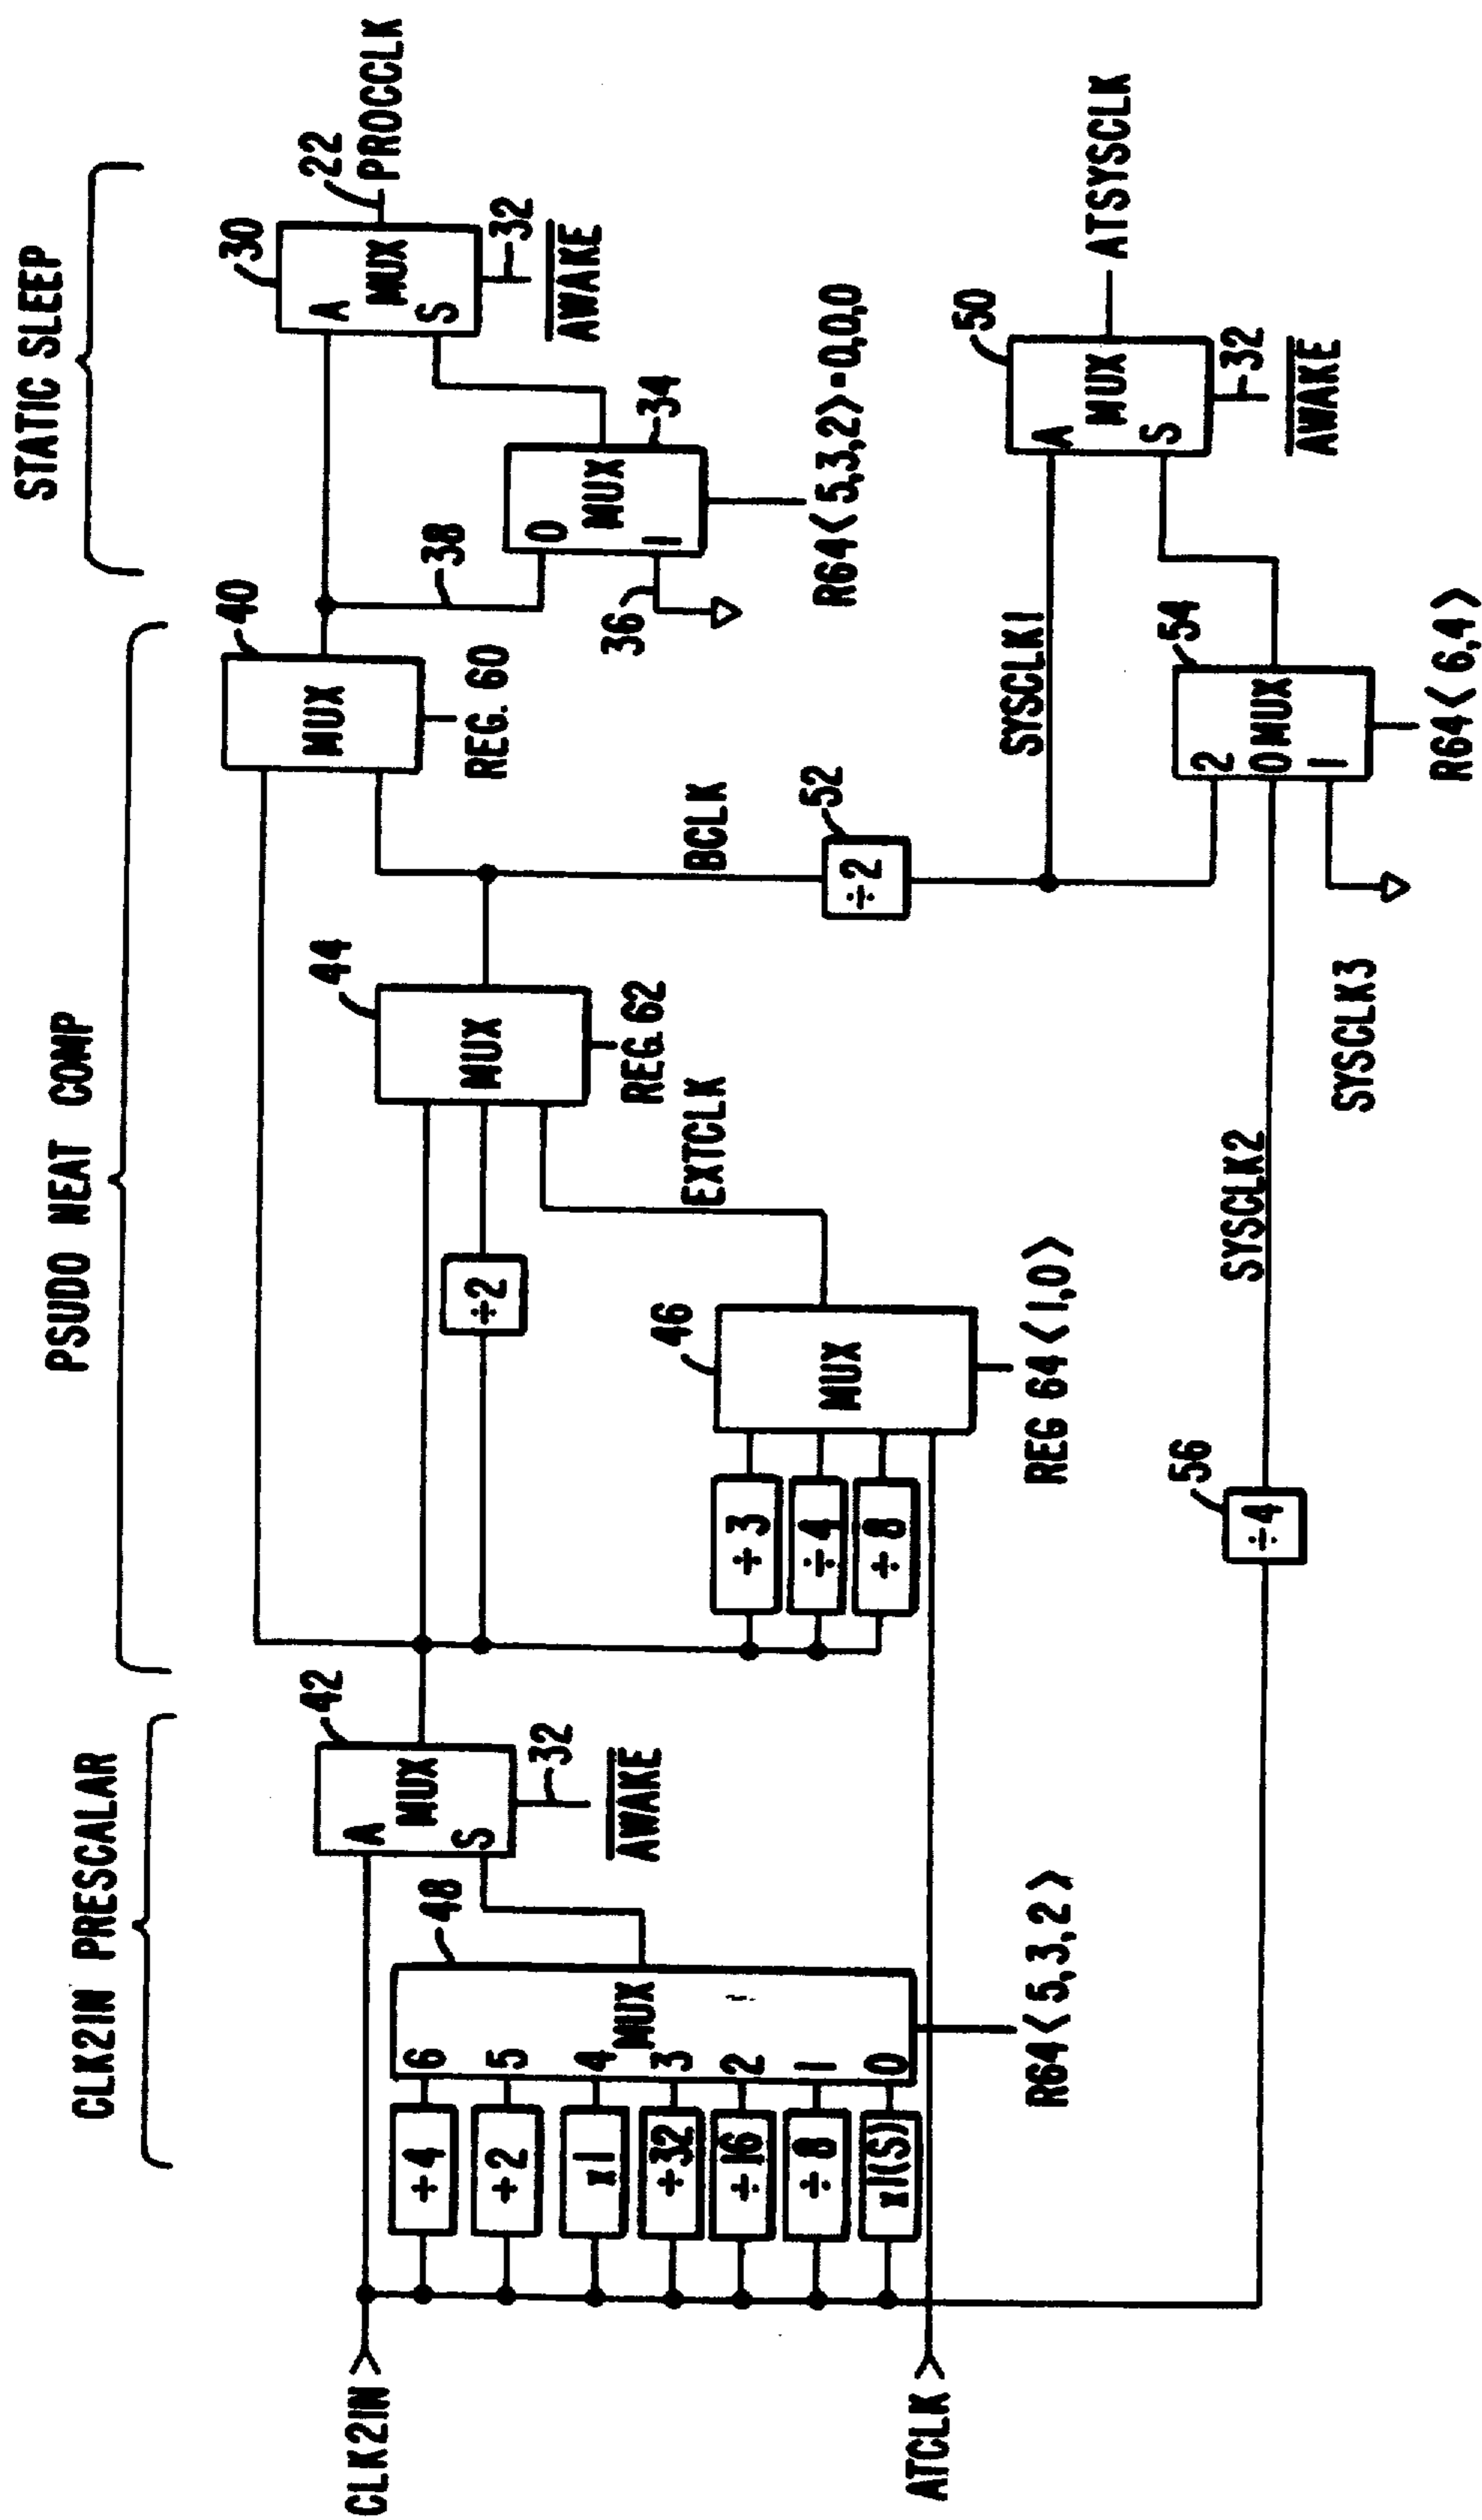 CLK2IN PRESCALAR
PSUDO NEAT COMP
STATIC SLEEP
CLK2IN
÷4
÷2
x1
÷32
÷16
÷8
x1(S)
6
5
4
3
2
1
0
MUX
48
R64<5,3,2>
A
MUX
S
42
32
AWAKE
÷2
÷3
÷4
÷8
MUX
46
REG 64<1,0>
EXTCLK
MUX
44
REG.62
BCLK
MUX
40
REG. 60
38
36
0
MUX
1
34
R64<5,3,2>=0,0,0
A
MUX
S
30
22
PROCCLK
32
AWAKE
ATCLK
÷4
56
SYSCLK2
SYSCLK3
÷2
52
SYSCLK1
2
0MUX
1
54
R64<6,4>
A
MUX
S
50
32
AWAKE
ATSYSCLK